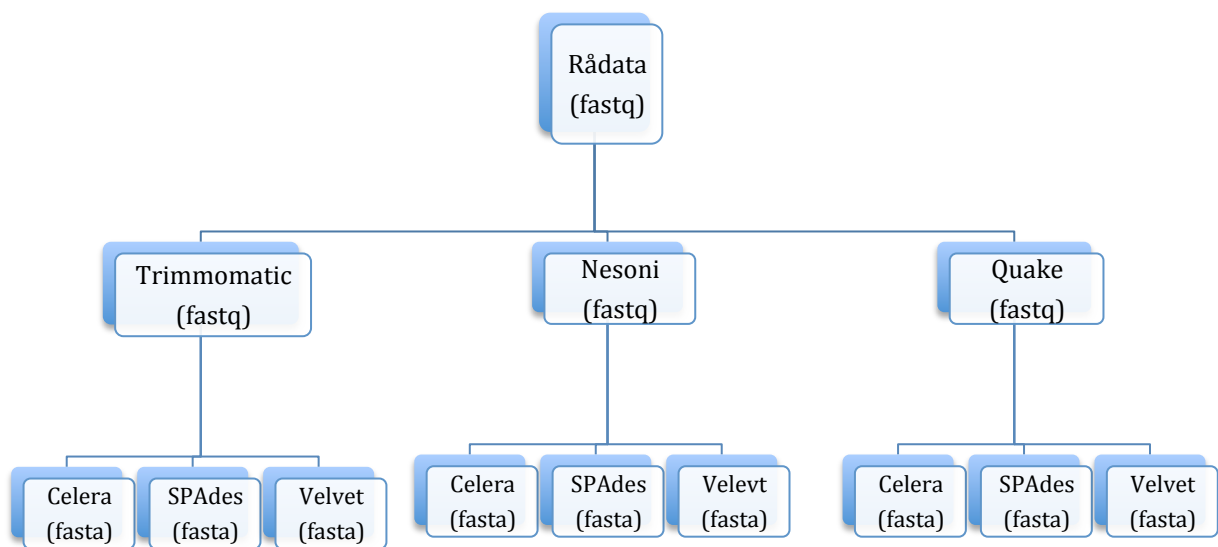 Rådata
(fastq)
Trimmomatic
(fastq)
Nesoni
(fastq)
Quake
(fastq)
Celera
(fasta)
SPAdes
(fasta)
Velvet
(fasta)
Celera
(fasta)
SPAdes
(fasta)
Velevt
(fasta)
Celera
(fasta)
SPAdes
(fasta)
Velvet
(fasta)